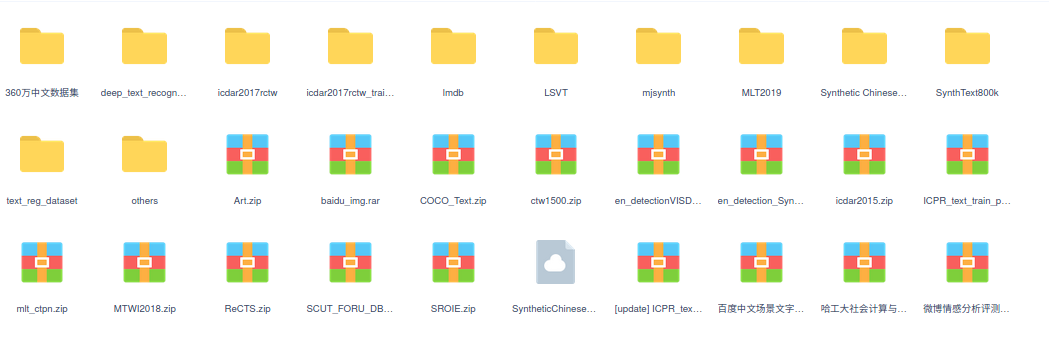 360万中文数据集
deep_text_recogn...
icdar2017rctw
icdar2017rctw_trai...
lmdb
LSVT
mjsynth
MLT2019
Synthetic Chinese...
SynthText800k
text_reg_dataset
others
Art.zip
baidu_img.rar
COCO_Text.zip
ctw1500.zip
en_detectionVISD...
en_detection_Syn...
icdar2015.zip
ICPR_text_train_p...
mlt_ctpn.zip
MTWI2018.zip
ReCTS.zip
SCUT_FORU_DB...
SROIE.zip
SyntheticChinese...
[update] ICPR_tex...
百度中文场景文字...
哈工大社会计算与...
微博情感分析评测...